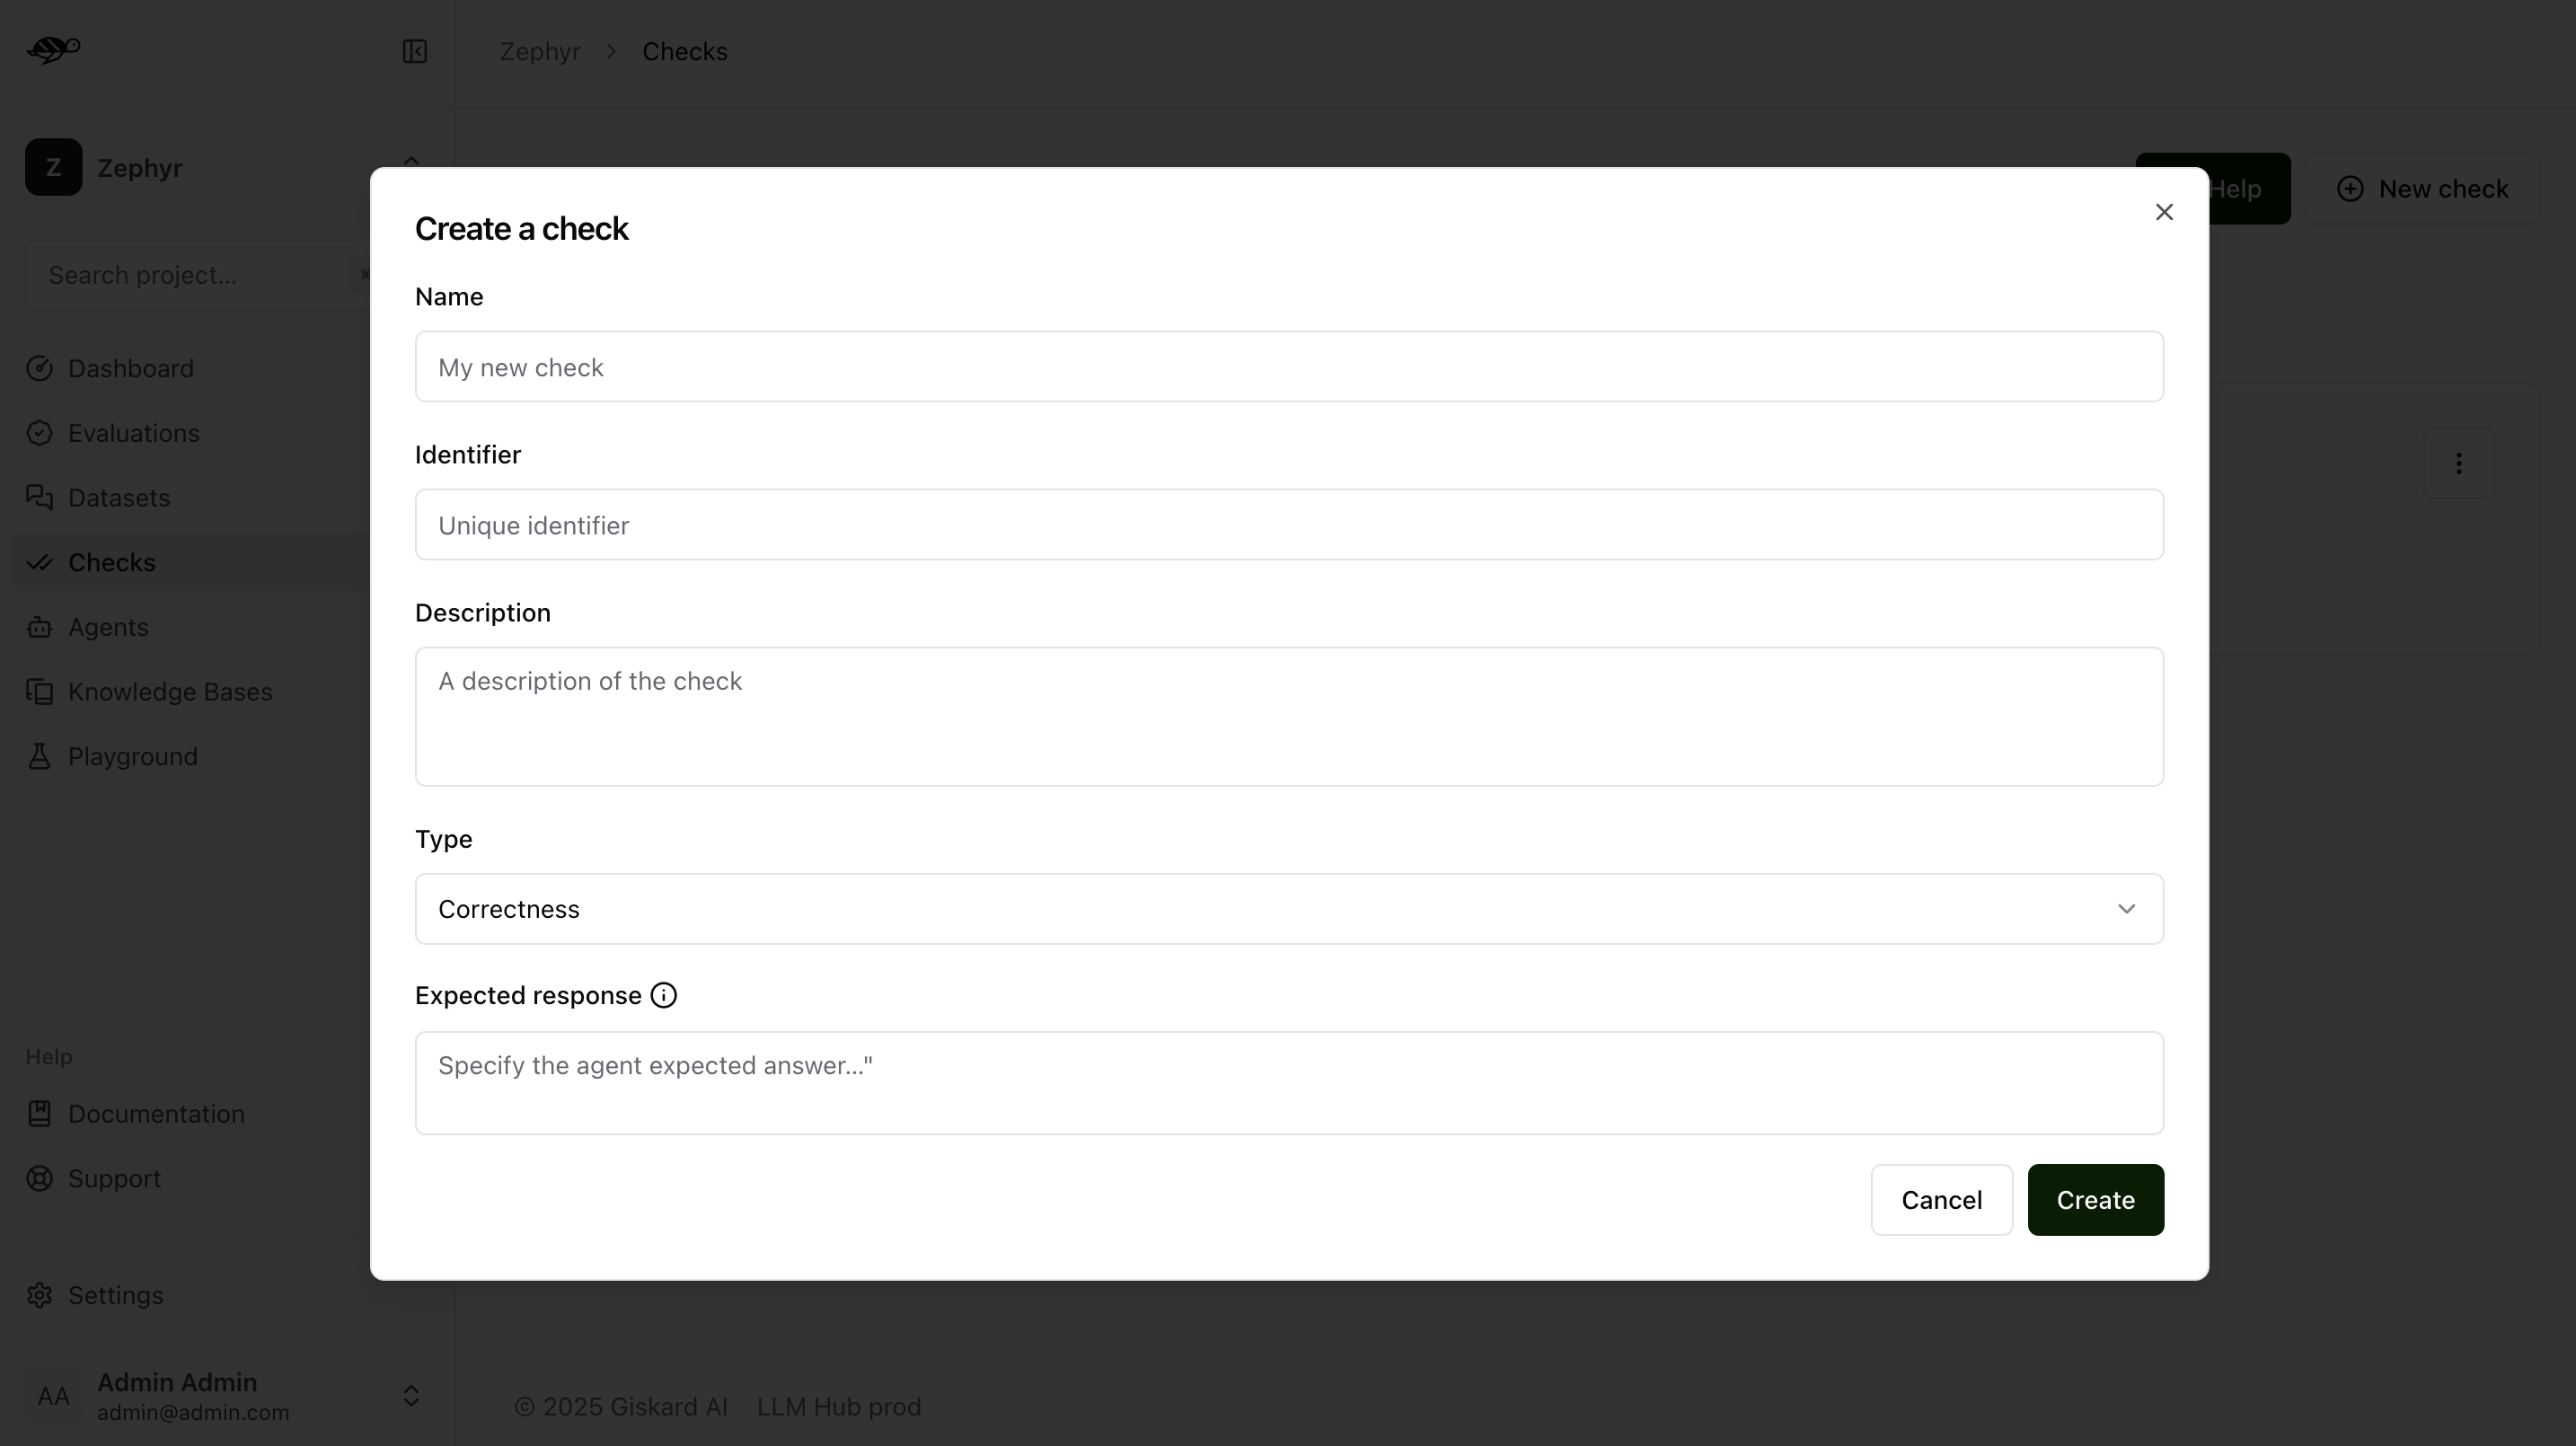 Zephyr > Checks
Z Zephyr
Search project...
⌘
Dashboard
Evaluations
Datasets
Checks
Agents
Knowledge Bases
Playground
Help
Documentation
Support
Settings
AA
Admin Admin
admin@admin.com
Help
New check
Create a check
Name
My new check
Identifier
Unique identifier
Description
A description of the check
Type
Correctness
Expected response
Specify the agent expected answer..."
Cancel
Create
© 2025 Giskard AI LLM Hub prod